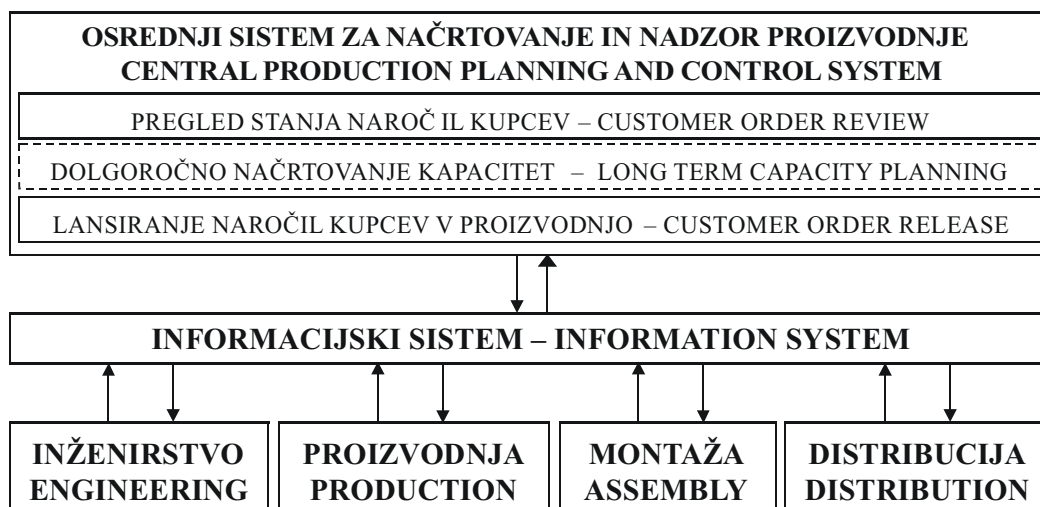 OSREDNJI SISTEM ZA NAČRTOVANJE IN NADZOR PROIZVODNJE
CENTRAL PRODUCTION PLANNING AND CONTROL SYSTEM
PREGLED STANJA NAROČ IL KUPCEV – CUSTOMER ORDER REVIEW
DOLGOROČNO NAČRTOVANJE KAPACITET – LONG TERM CAPACITY PLANNING
LANSIRANJE NAROČIL KUPCEV V PROIZVODNJO – CUSTOMER ORDER RELEASE
INFORMACIJSKI SISTEM – INFORMATION SYSTEM
INŽENIRSTVO
ENGINEERING
PROIZVODNJA
PRODUCTION
MONTAŽA
ASSEMBLY
DISTRIBUCIJA
DISTRIBUTION